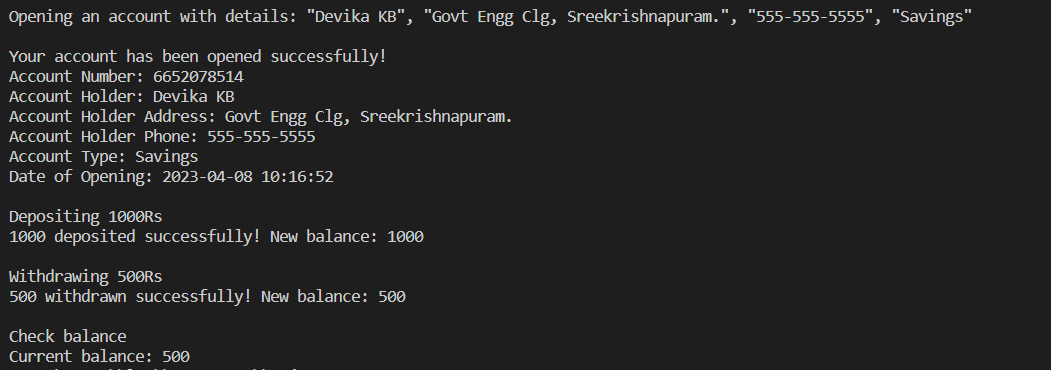 Opening an account with details: "Devika KB", "Govt Engg Clg, Sreekrishnapuram.", "555-555-5555", "Savings"
Your account has been opened successfully!
Account Number: 6652078514
Account Holder: Devika KB
Account Holder Address: Govt Engg Clg, Sreekrishnapuram.
Account Holder Phone: 555-555-5555
Account Type: Savings
Date of Opening: 2023-04-08 10:16:52
Depositing 1000Rs
1000 deposited successfully! New balance: 1000
Withdrawing 500Rs
500 withdrawn successfully! New balance: 500
Check balance
Current balance: 500